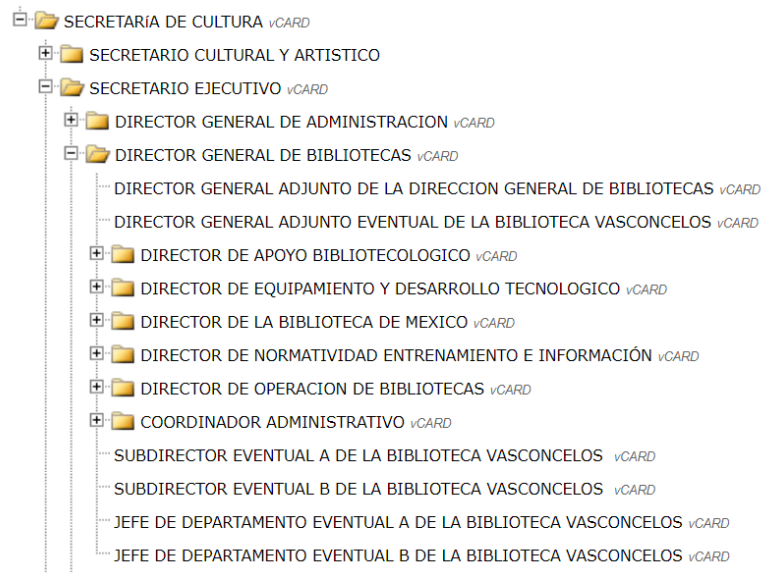 SECRETARíA DE CULTURA vCARD
SECRETARIO CULTURAL Y ARTISTICO
SECRETARIO EJECUTIVO vCARD
DIRECTOR GENERAL DE ADMINISTRACION vCARD
DIRECTOR GENERAL DE BIBLIOTECAS vCARD
DIRECTOR GENERAL ADJUNTO DE LA DIRECCION GENERAL DE BIBLIOTECAS vCARD
DIRECTOR GENERAL ADJUNTO EVENTUAL DE LA BIBLIOTECA VASCONCELOS vCARD
DIRECTOR DE APOYO BIBLIOTECOLOGICO vCARD
DIRECTOR DE EQUIPAMIENTO Y DESARROLLO TECNOLOGICO vCARD
DIRECTOR DE LA BIBLIOTECA DE MEXICO vCARD
DIRECTOR DE NORMATIVIDAD ENTRENAMIENTO E INFORMACIÓN vCARD
DIRECTOR DE OPERACION DE BIBLIOTECAS vCARD
COORDINADOR ADMINISTRATIVO vCARD
SUBDIRECTOR EVENTUAL A DE LA BIBLIOTECA VASCONCELOS vCARD
SUBDIRECTOR EVENTUAL B DE LA BIBLIOTECA VASCONCELOS vCARD
JEFE DE DEPARTAMENTO EVENTUAL A DE LA BIBLIOTECA VASCONCELOS vCARD
JEFE DE DEPARTAMENTO EVENTUAL B DE LA BIBLIOTECA VASCONCELOS vCARD